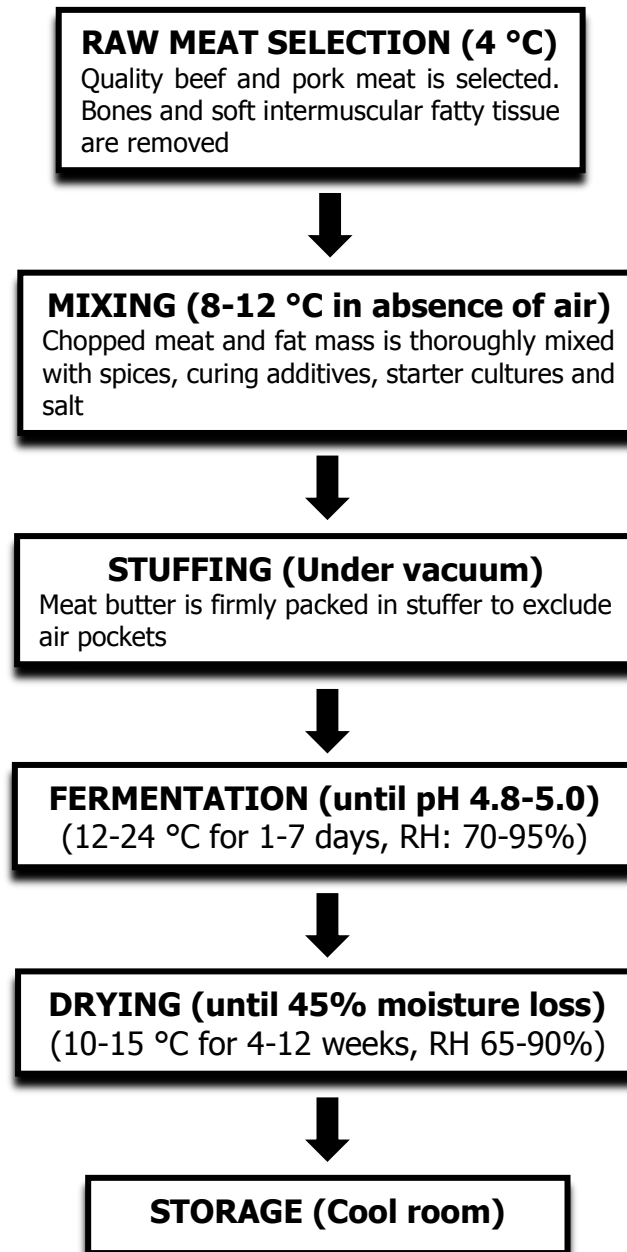 RAW MEAT SELECTION (4 °C)
Quality beef and pork meat is selected.
Bones and soft intermuscular fatty tissue
are removed
MIXING (8-12 °C in absence of air)
Chopped meat and fat mass is thoroughly mixed
with spices, curing additives, starter cultures and
salt
STUFFING (Under vacuum)
Meat butter is firmly packed in stuffer to exclude
air pockets
FERMENTATION (until pH 4.8-5.0)
(12-24 °C for 1-7 days, RH: 70-95%)
DRYING (until 45% moisture loss)
(10-15 °C for 4-12 weeks, RH 65-90%)
STORAGE (Cool room)